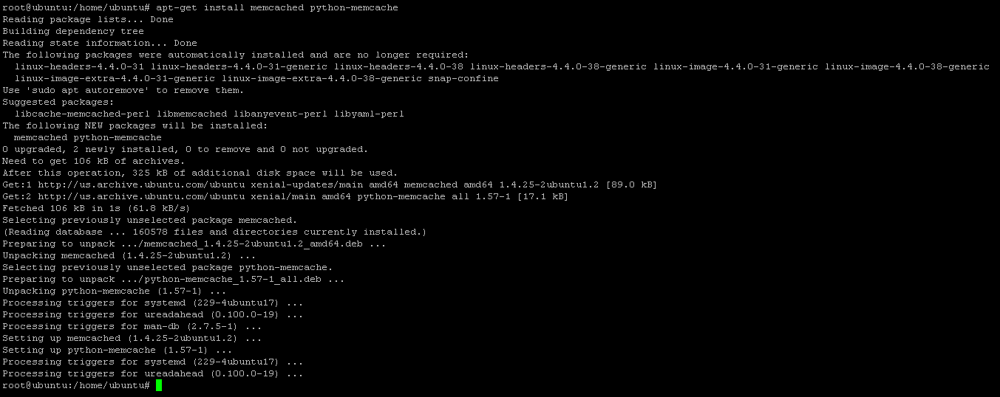 root@ubuntu:/home/ubuntu# apt-get install memcached python-memcache
Reading package lists... Done
Building dependency tree
Reading state information... Done
The following packages were automatically installed and are no longer required:
  linux-headers-4.4.0-31 linux-headers-4.4.0-31-generic linux-headers-4.4.0-38 linux-headers-4.4.0-38-generic linux-image-4.4.0-31-generic linux-image-4.4.0-38-generic
  linux-image-extra-4.4.0-31-generic linux-image-extra-4.4.0-38-generic snap-confine
Use 'sudo apt autoremove' to remove them.
Suggested packages:
  libcache-memcached-perl libmemcached libanyevent-perl libyaml-perl
The following NEW packages will be installed:
  memcached python-memcache
0 upgraded, 2 newly installed, 0 to remove and 0 not upgraded.
Need to get 106 kB of archives.
After this operation, 325 kB of additional disk space will be used.
Get:1 http://us.archive.ubuntu.com/ubuntu xenial-updates/main amd64 memcached amd64 1.4.25-2ubuntu1.2 [89.0 kB]
Get:2 http://us.archive.ubuntu.com/ubuntu xenial/main amd64 python-memcache all 1.57-1 [17.1 kB]
Fetched 106 kB in 1s (61.8 kB/s)
Selecting previously unselected package memcached.
(Reading database ... 160578 files and directories currently installed.)
Preparing to unpack .../memcached_1.4.25-2ubuntu1.2_amd64.deb ...
Unpacking memcached (1.4.25-2ubuntu1.2) ...
Selecting previously unselected package python-memcache.
Preparing to unpack .../python-memcache_1.57-1_all.deb ...
Unpacking python-memcache (1.57-1) ...
Processing triggers for systemd (229-4ubuntu17) ...
Processing triggers for ureadahead (0.100.0-19) ...
Processing triggers for man-db (2.7.5-1) ...
Setting up memcached (1.4.25-2ubuntu1.2) ...
Setting up python-memcache (1.57-1) ...
Processing triggers for systemd (229-4ubuntu17) ...
Processing triggers for ureadahead (0.100.0-19) ...
root@ubuntu:/home/ubuntu#